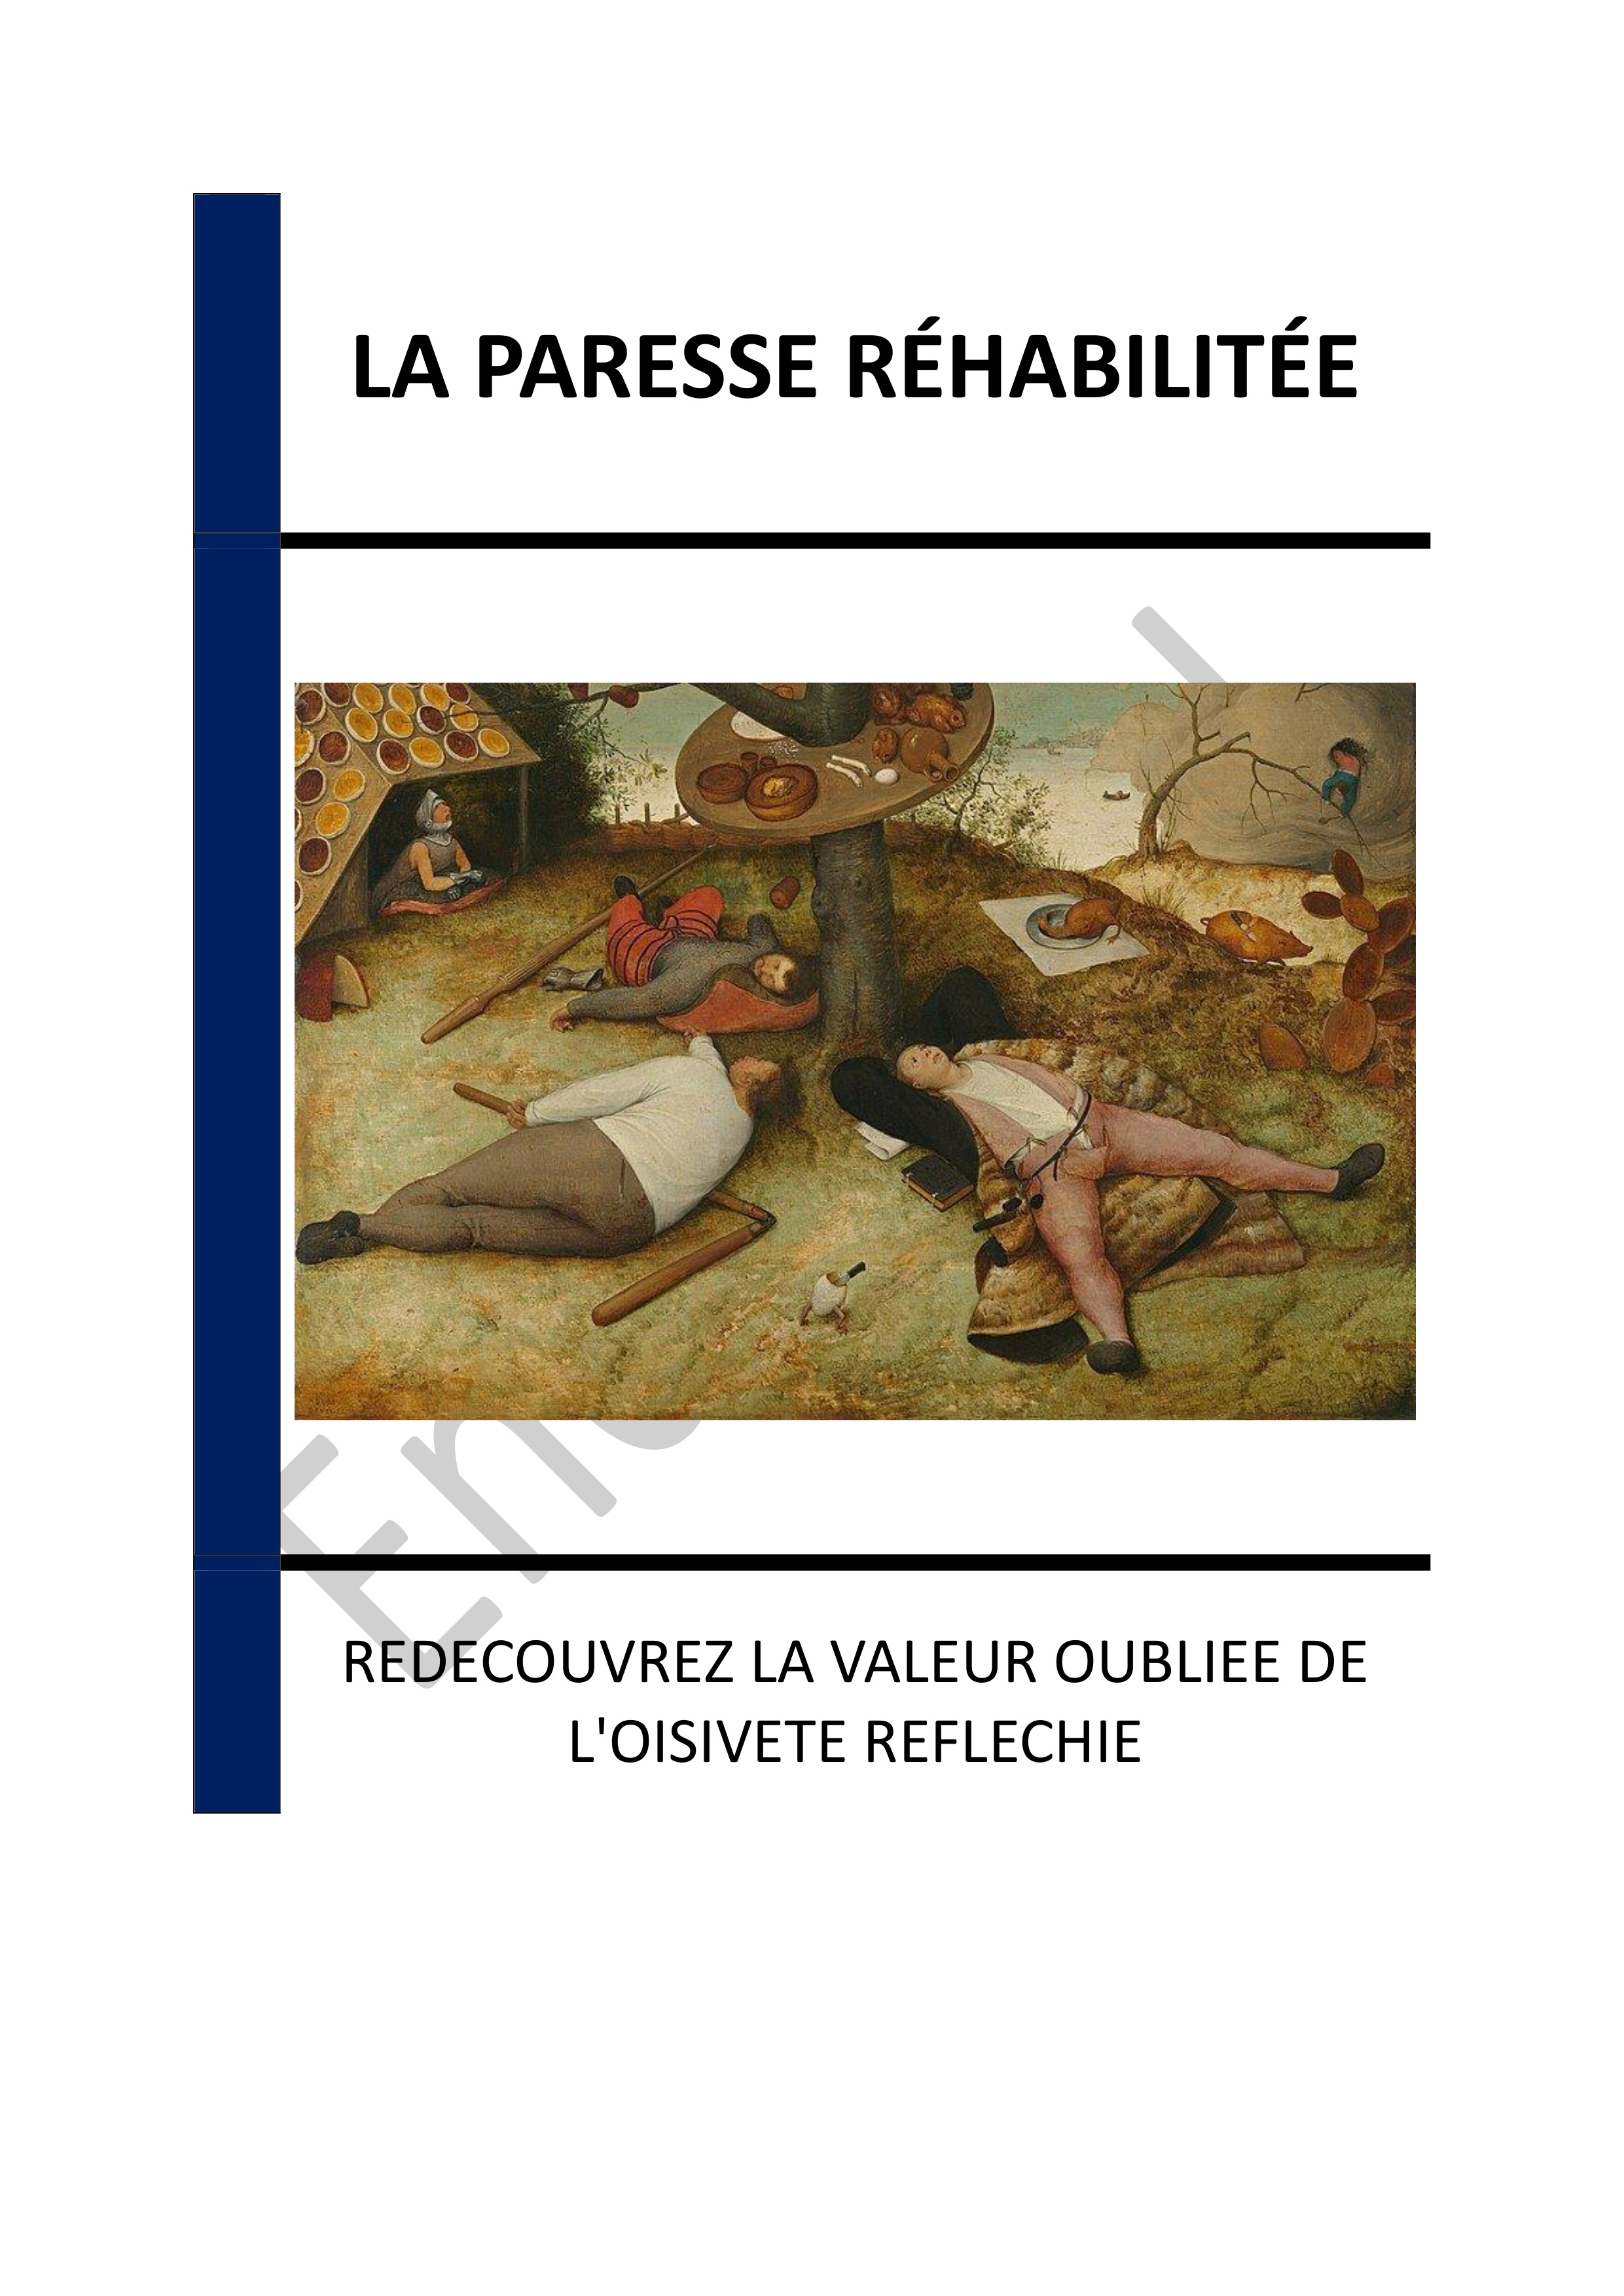 LA PARESSE RÉHABILITÉE
REDECOUVREZ LA VALEUR OUBLIEE DE
L'OISIVETE REFLECHIE